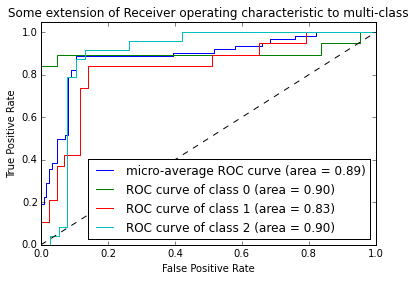 Some extension of Receiver operating characteristic to multi-class
1.0
0.8
0.6
0.4
0.2
0.0
True Positive Rate
micro-average ROC curve (area = 0.89)
ROC curve of class 0 (area = 0.90)
ROC curve of class 1 (area = 0.83)
ROC curve of class 2 (area = 0.90)
0.0 0.2 0.4 0.6 0.8 1.0
False Positive Rate